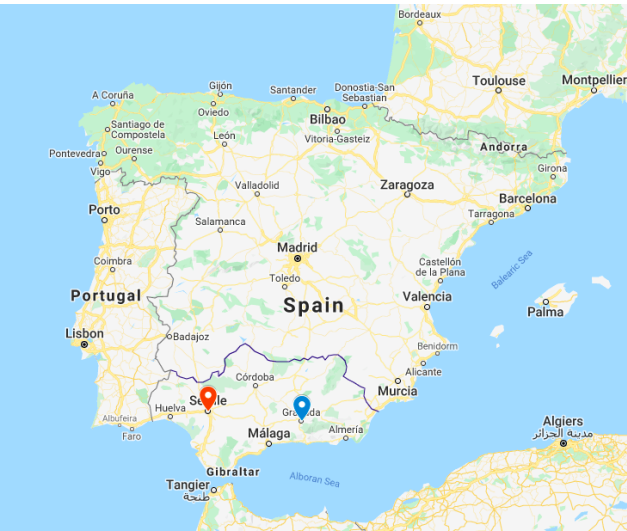 Bordeaux
Toulouse
Montpellier
Gijón
Santander
Donostia-San
Sebastian
A Coruña
Oviedo
Bilbao
Santiago de
Compostela
León
Vitoria-Gasteiz
Andorra
Pontevedra
Ourense
Vigo
Girona
Valladolid
Zaragoza
Barcelona
Porto
Tarragona
Salamanca
Madrid
Coimbra
Castellón
de la Plana
Balearic Sea
Toledo
Portugal
Spain
Valencia
Palma
Lisbon
Badajoz
Benidorm
Alicante
Córdoba
Murcia
Huelva
Albufeira
Faro
Málaga
Almería
Algiers
مدينة الجزائر
Gibraltar
Alboran Sea
Tangier
طنجة